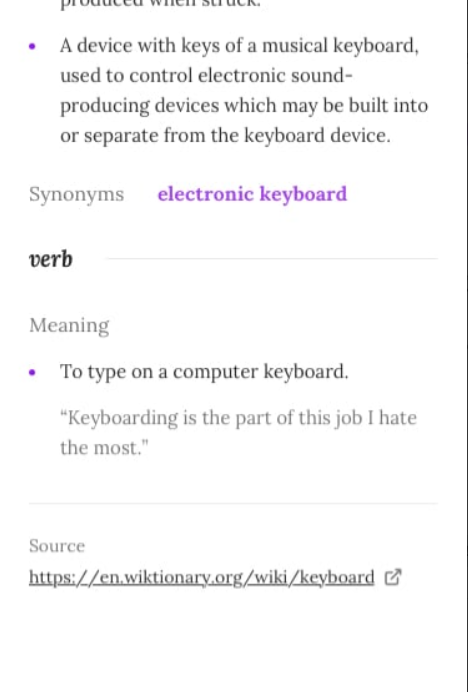 produced when struck.
A device with keys of a musical keyboard,
used to control electronic sound-
producing devices which may be built into
or separate from the keyboard device.
Synonyms electronic keyboard
verb
Meaning
To type on a computer keyboard.
“Keyboarding is the part of this job I hate
the most.”
Source
https://en.wiktionary.org/wiki/keyboard